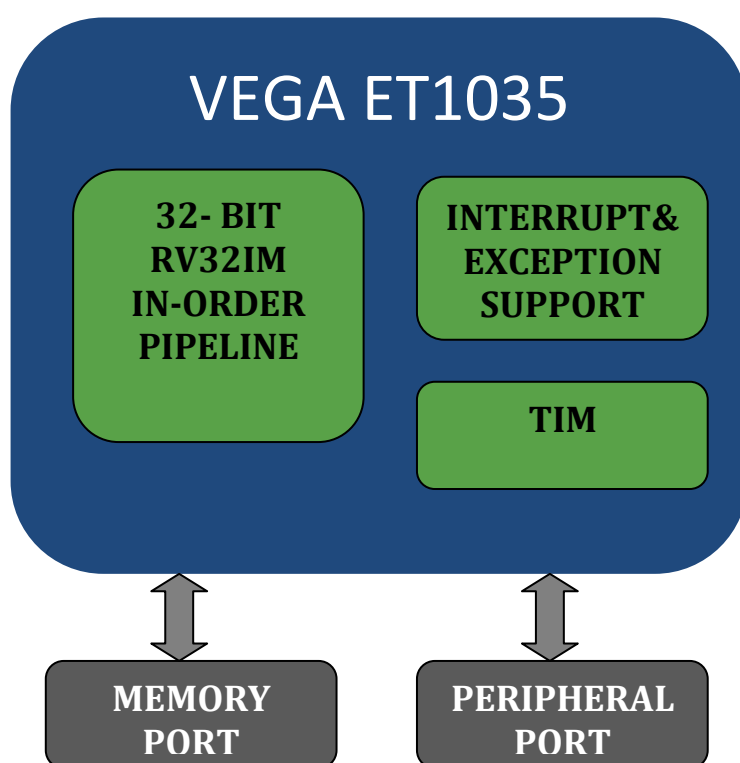 VEGA ET1035
32- BIT
RV32IM
IN-ORDER
PIPELINE
INTERRUPT&
EXCEPTION
SUPPORT
TIM
MEMORY
PORT
PERIPHERAL
PORT